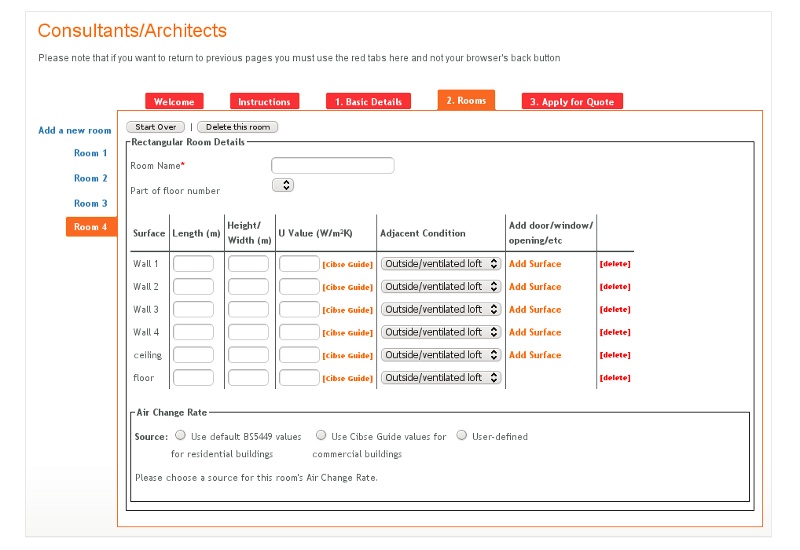 Consultants/Architects
Please note that if you want to return to previous pages you must use the red tabs here and not your browser's back button
Welcome Instructions 1. Basic Details 2. Rooms 3. Apply for Quote
Add a new room
Room 1
Room 2
Room 3
Room 4
Start Over | Delete this room
Rectangular Room Details
Room Name*
Part of floor number
Surface Length (m) Height/ Width (m) U Value (W/m²K) Adjacent Condition Add door/window/ opening/etc
Wall 1 [Cibse Guide] Outside/ventilated loft Add Surface [delete]
Wall 2 [Cibse Guide] Outside/ventilated loft Add Surface [delete]
Wall 3 [Cibse Guide] Outside/ventilated loft Add Surface [delete]
Wall 4 [Cibse Guide] Outside/ventilated loft Add Surface [delete]
ceiling [Cibse Guide] Outside/ventilated loft Add Surface [delete]
floor [Cibse Guide] Outside/ventilated loft [delete]
Air Change Rate
Source: Use default BS5449 values for residential buildings Use Cibse Guide values for commercial buildings User-defined
Please choose a source for this room's Air Change Rate.